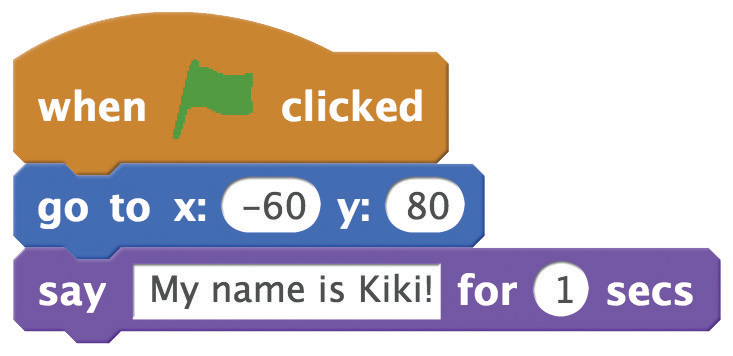 when clicked
go to x: -60 y: 80
say My name is Kiki! for 1 secs